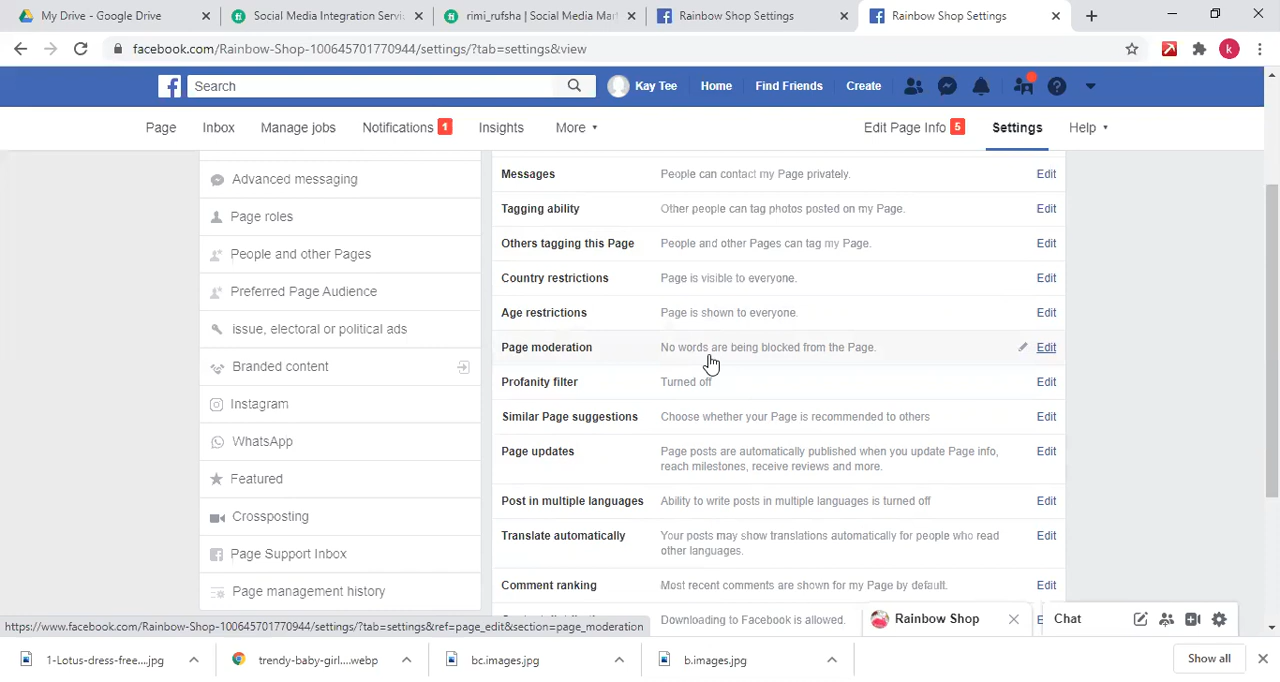 My Drive - Google Drive
Social Media Integration Servic
rimi_rufaida | Social Media Mar
Rainbow Shop Settings
Rainbow Shop Settings
facebook.com/Rainbow-Shop-100645701770944/settings/?tab=settings&view
k
Search
Kay Tee
Home
Find Friends
Create
Page
Inbox
Manage jobs
Notifications 1
Insights
More
Edit Page Info 5
Settings
Help
Advanced messaging
Page roles
People and other Pages
Preferred Page Audience
issue, electoral or political ads
Branded content
Instagram
WhatsApp
Featured
Crossposting
Page Support Inbox
Page management history
Messages People can contact my Page privately. Edit
Tagging ability Other people can tag photos posted on my Page. Edit
Others tagging this Page People and other Pages can tag my Page. Edit
Country restrictions Page is visible to everyone. Edit
Age restrictions Page is shown to everyone. Edit
Page moderation No words are being blocked from the Page. Edit
Profanity filter Turned off Edit
Similar Page suggestions Choose whether your Page is recommended to others Edit
Page updates Page posts are automatically published when you update Page info, Edit
reach milestones, receive reviews and more.
Post in multiple languages Ability to write posts in multiple languages is turned off Edit
Translate automatically Your posts may show translations automatically for people who read Edit
other languages.
Comment ranking Most recent comments are shown for my Page by default. Edit
Downloading to Facebook is allowed.
Rainbow Shop
Chat
https://www.facebook.com/Rainbow-Shop-100645701770944/settings/?tab=settings&ref=page_edit&section=page_moderation
1-Lotus-dress-free....jpg
trendy-baby-girl....webp
bc.images.jpg
b.images.jpg
Show all